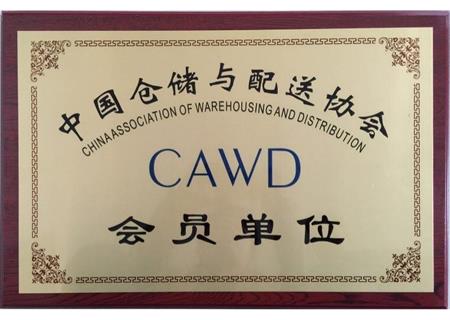 中国仓储与配送协会
CHINA ASSOCIATION OF WAREHOUSING AND DISTRIBUTION
CAWD
会员单位